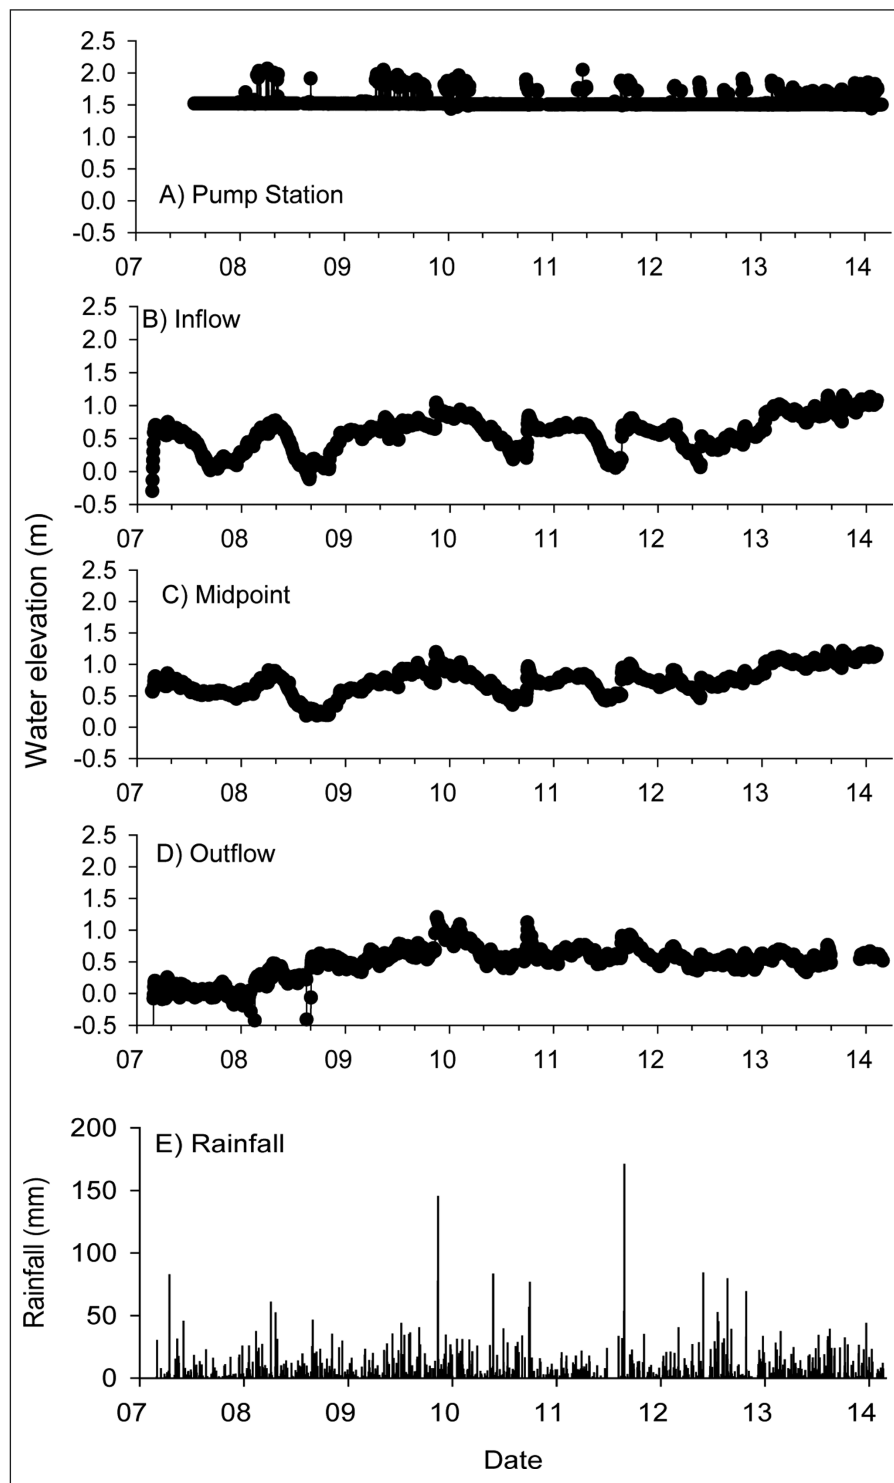 2.5
2.0
1.5
1.0
0.5
0.0
-0.5
A) Pump Station
07 08 09 10 11 12 13 14
2.5
2.0
1.5
1.0
0.5
0.0
-0.5
B) Inflow
07 08 09 10 11 12 13 14
Water elevation (m)
2.5
2.0
1.5
1.0
0.5
0.0
-0.5
C) Midpoint
07 08 09 10 11 12 13 14
2.5
2.0
1.5
1.0
0.5
0.0
-0.5
D) Outflow
07 08 09 10 11 12 13 14
Rainfall (mm)
200
150
100
50
0
E) Rainfall
07 08 09 10 11 12 13 14
Date